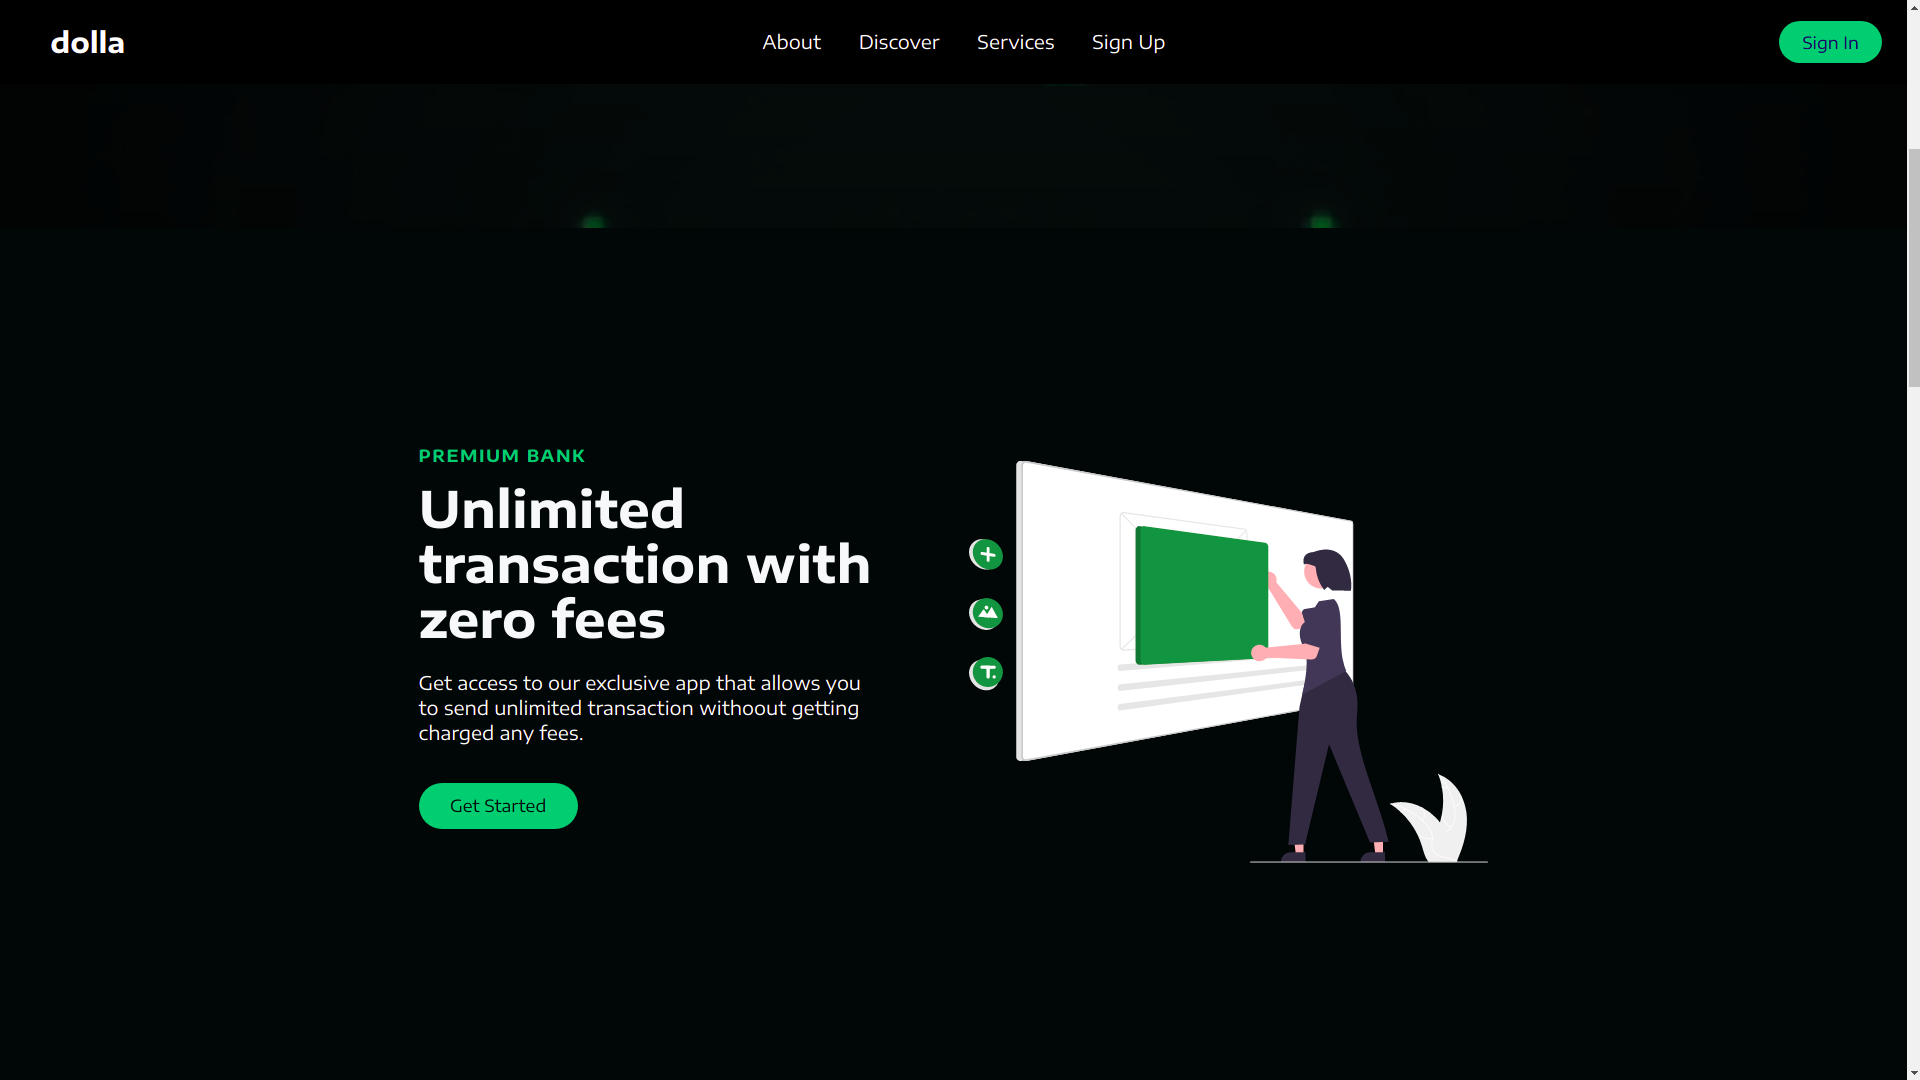 dolla
About
Discover
Services
Sign Up
Sign In
PREMIUM BANK
Unlimited
transaction with
zero fees
Get access to our exclusive app that allows you
to send unlimited transaction withoout getting
charged any fees.
Get Started
T.